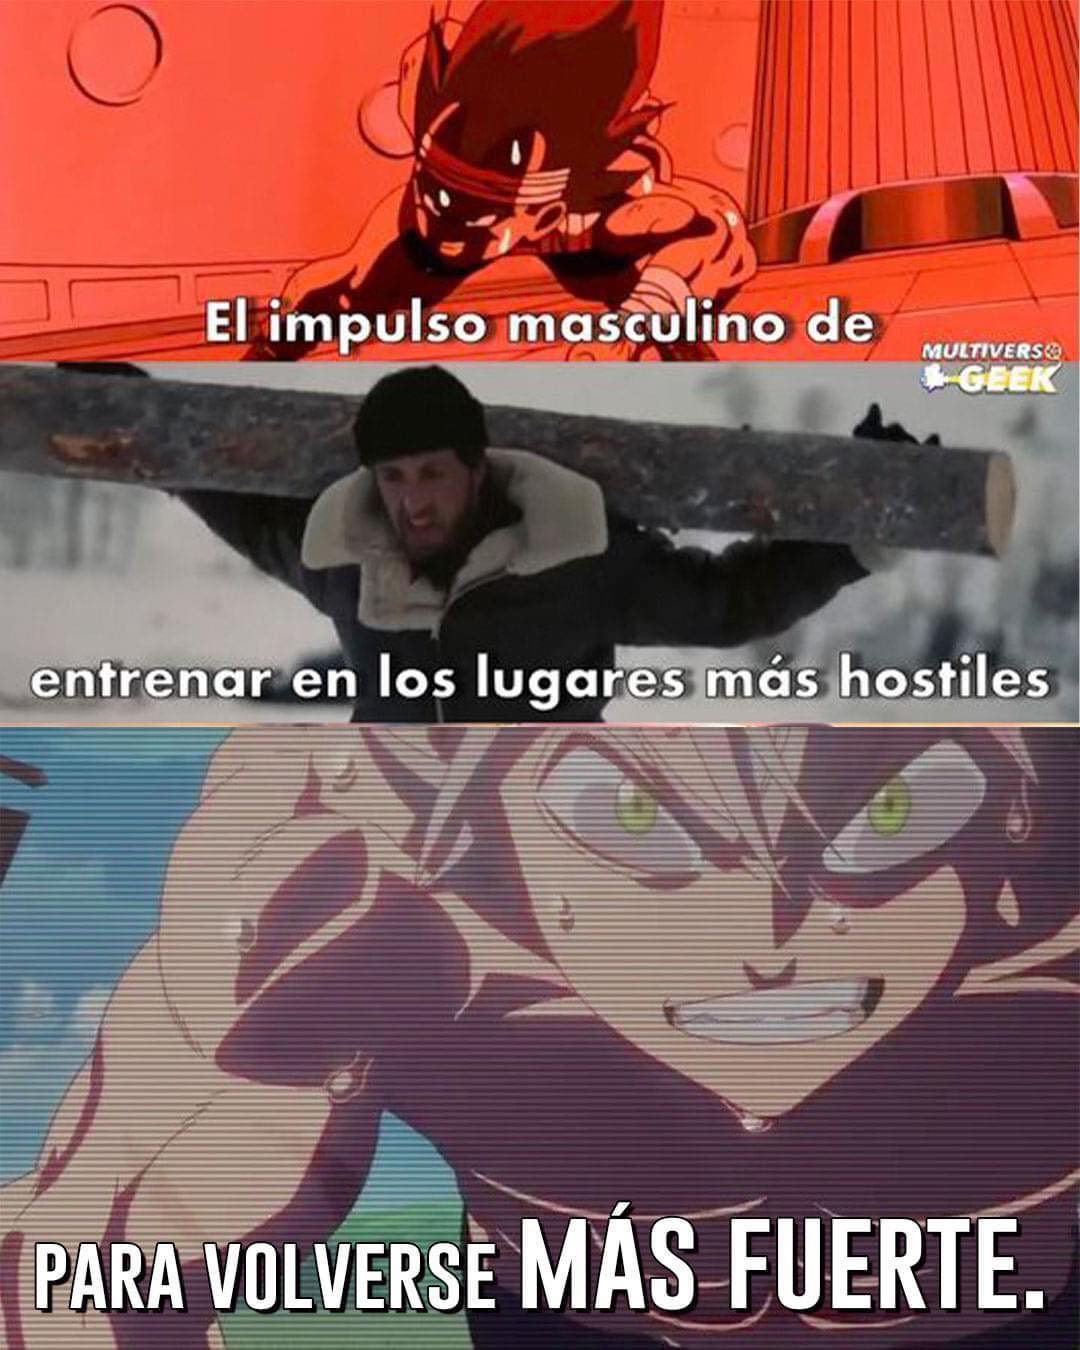 El impulso masculino de
MULTIVERSO
GEEK
entrenar en los lugares más hostiles
PARA VOLVERSE MÁS FUERTE.